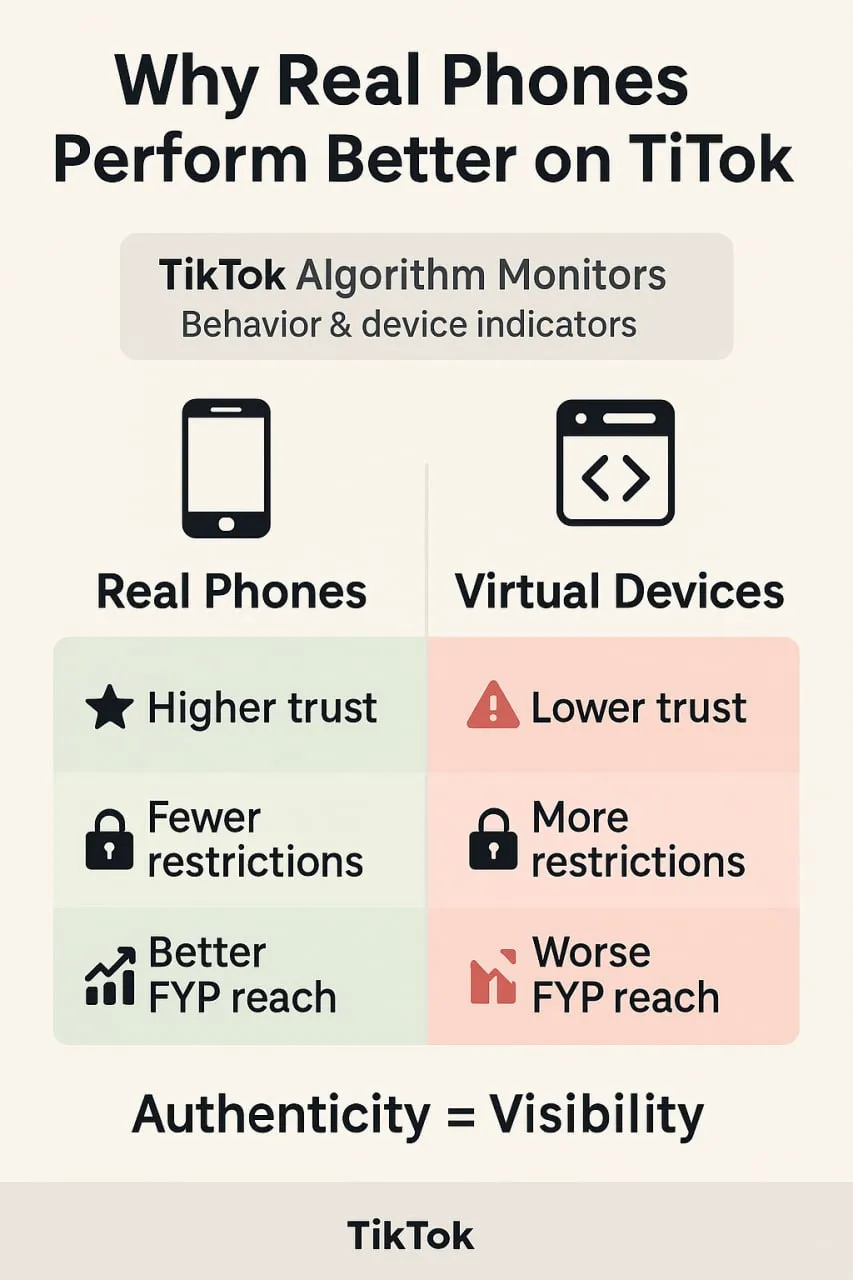 Why Real Phones
Perform Better on TiTok
TikTok Algorithm Monitors
Behavior & device indicators
Real Phones
Virtual Devices
Higher trust
Lower trust
Fewer
restrictions
More
restrictions
Better
FYP reach
Worse
FYP reach
Authenticity = Visibility
TikTok